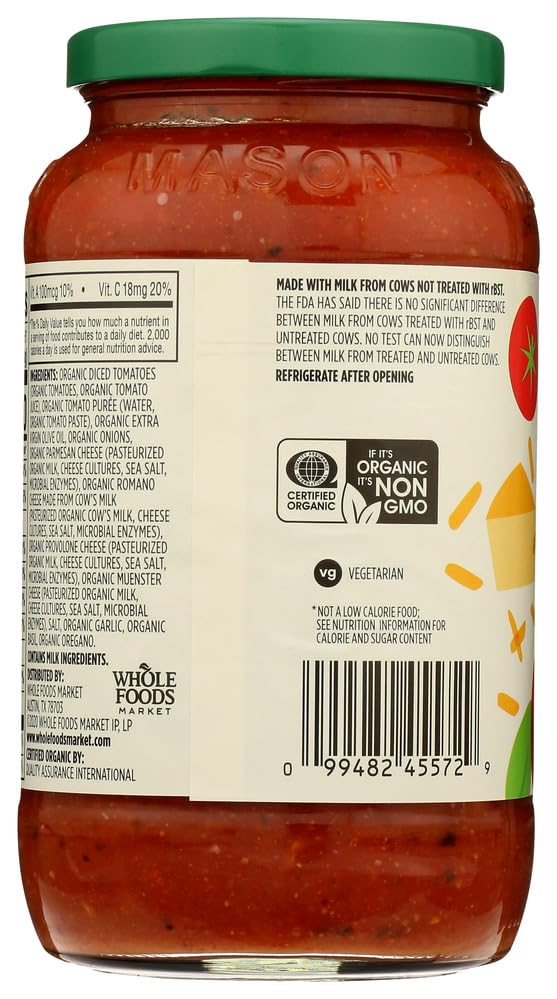 MASON
Vit. A 100mcg 10% • Vit. C 18mg 20%
*The % Daily Value tells you how much a nutrient in
a serving of food contributes to a daily diet. 2,000
calories a day is used for general nutrition advice.
INGREDIENTS: ORGANIC DICED TOMATOES
(ORGANIC TOMATOES, ORGANIC TOMATO
JUICE), ORGANIC TOMATO PURÉE (WATER,
ORGANIC TOMATO PASTE), ORGANIC EXTRA
VIRGIN OLIVE OIL, ORGANIC ONIONS,
ORGANIC PARMESAN CHEESE (PASTEURIZED
ORGANIC MILK, CHEESE CULTURES, SEA SALT,
MICROBIAL ENZYMES), ORGANIC ROMANO
CHEESE MADE FROM COW'S MILK
(PASTEURIZED ORGANIC COW'S MILK, CHEESE
CULTURES, SEA SALT, MICROBIAL ENZYMES),
ORGANIC PROVOLONE CHEESE (PASTEURIZED
ORGANIC MILK, CHEESE CULTURES, SEA SALT,
MICROBIAL ENZYMES), ORGANIC MUENSTER
CHEESE (PASTEURIZED ORGANIC MILK,
CHEESE CULTURES, SEA SALT, MICROBIAL
ENZYMES), SALT, ORGANIC GARLIC, ORGANIC
BASIL, ORGANIC OREGANO.
CONTAINS MILK INGREDIENTS.
DISTRIBUTED BY:
WHOLE FOODS MARKET
AUSTIN, TX 78703
©2020 WHOLE FOODS MARKET IP, LP
www.wholefoodsmarket.com
CERTIFIED ORGANIC BY:
QUALITY ASSURANCE INTERNATIONAL
WHOLE
FOODS
MARKET
MADE WITH MILK FROM COWS NOT TREATED WITH rBST.
THE FDA HAS SAID THERE IS NO SIGNIFICANT DIFFERENCE
BETWEEN MILK FROM COWS TREATED WITH rBST AND
UNTREATED COWS. NO TEST CAN NOW DISTINGUISH
BETWEEN MILK FROM TREATED AND UNTREATED COWS.
REFRIGERATE AFTER OPENING
CERTIFIED
ORGANIC
IF IT'S
ORGANIC
IT'S NON
GMO
vg VEGETARIAN
*NOT A LOW CALORIE FOOD;
SEE NUTRITION INFORMATION FOR
CALORIE AND SUGAR CONTENT
0 99482 45572 9